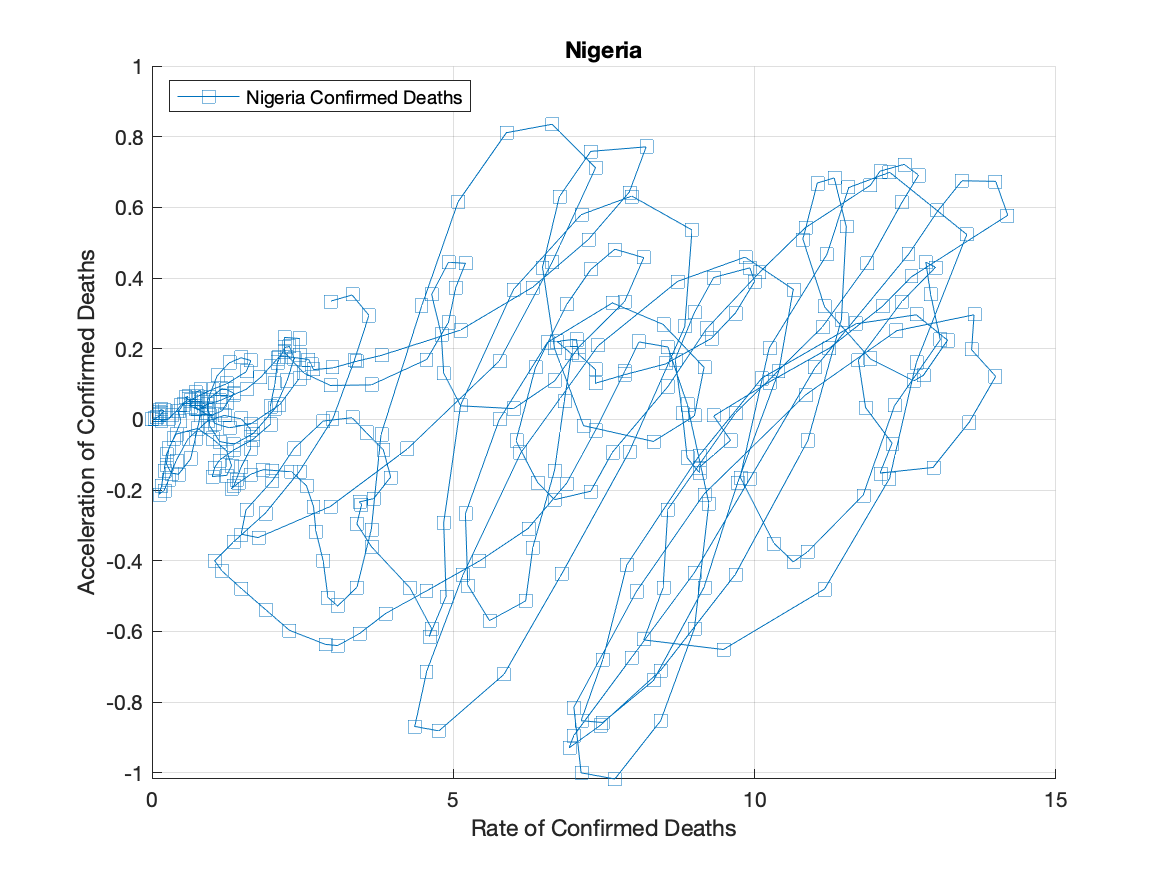 Nigeria
Nigeria Confirmed Deaths
1
0.8
0.6
0.4
0.2
0
-0.2
-0.4
-0.6
-0.8
-1
Acceleration of Confirmed Deaths
0 5 10 15
Rate of Confirmed Deaths